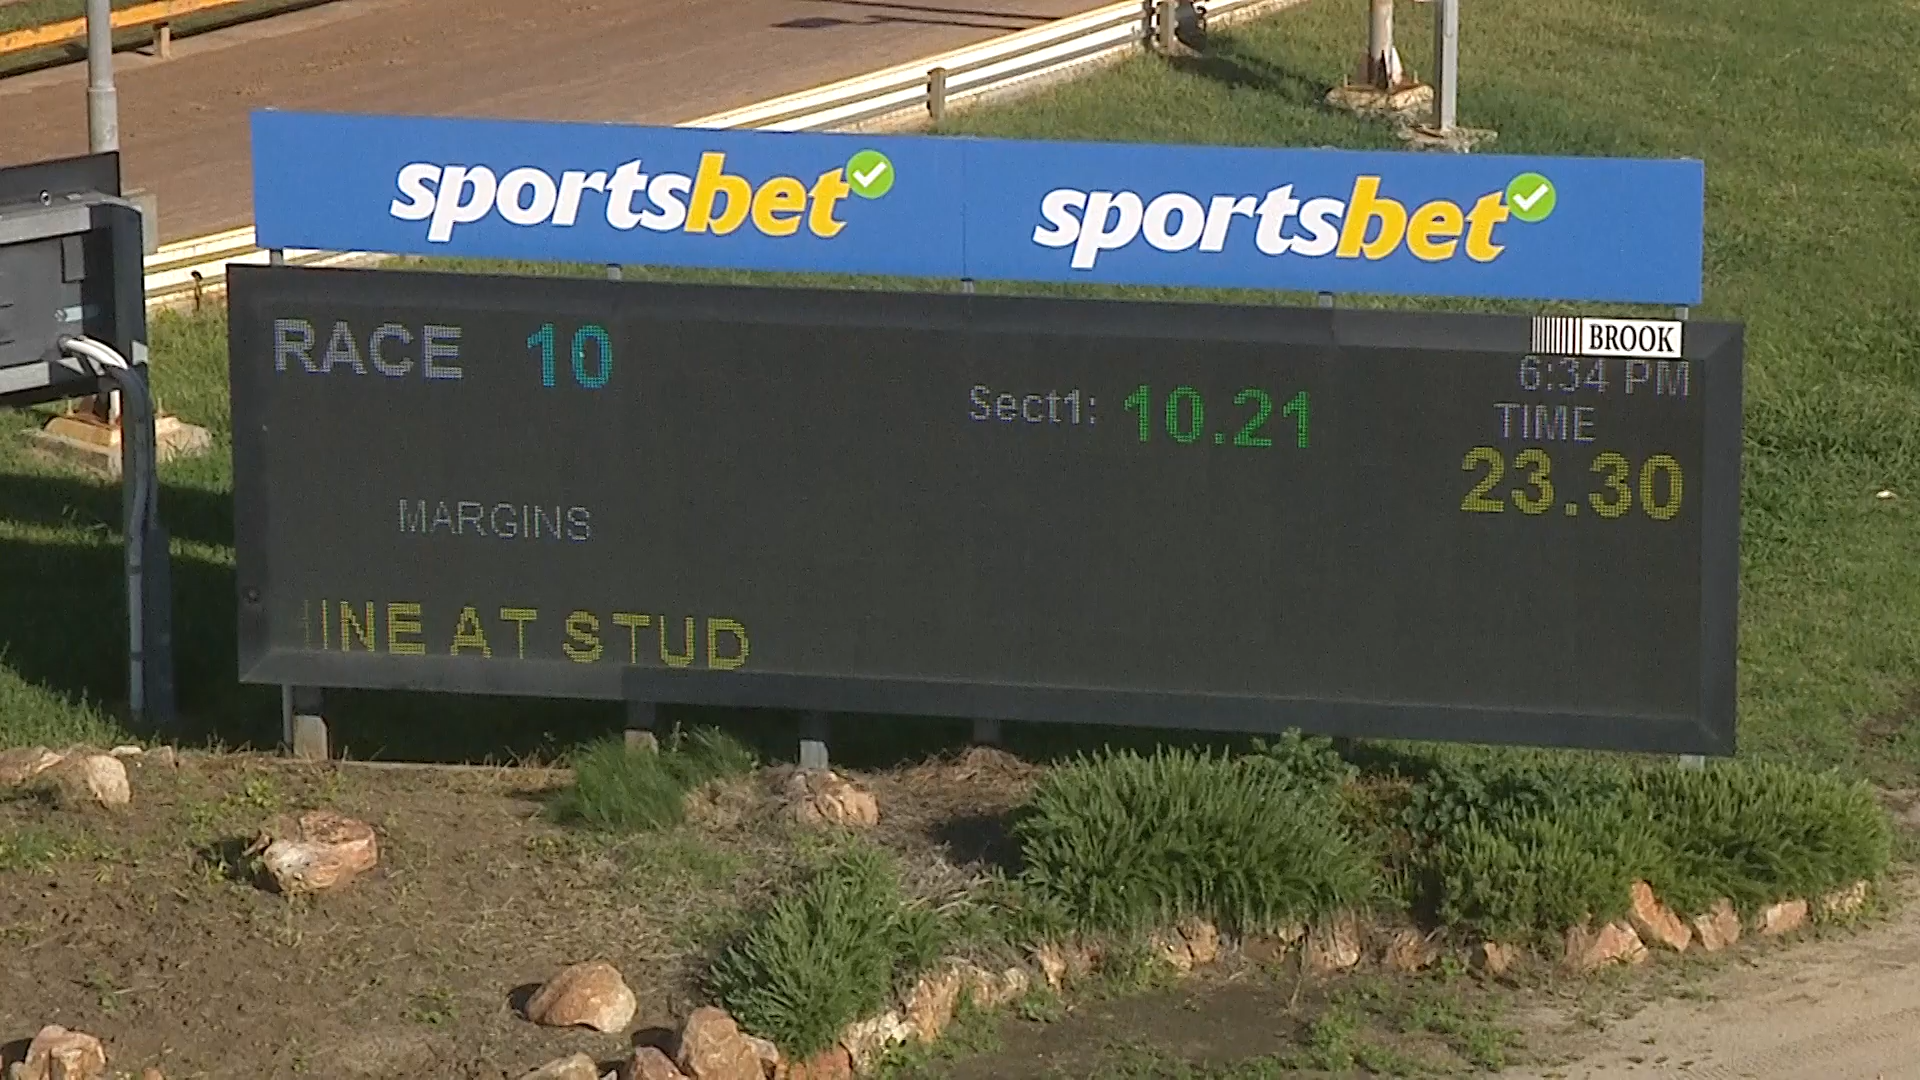 sportsbet sportsbet
BROOK
RACE 10
6:34 PM
Sect1: 10.21
TIME
23.30
MARGINS
INE AT STUD